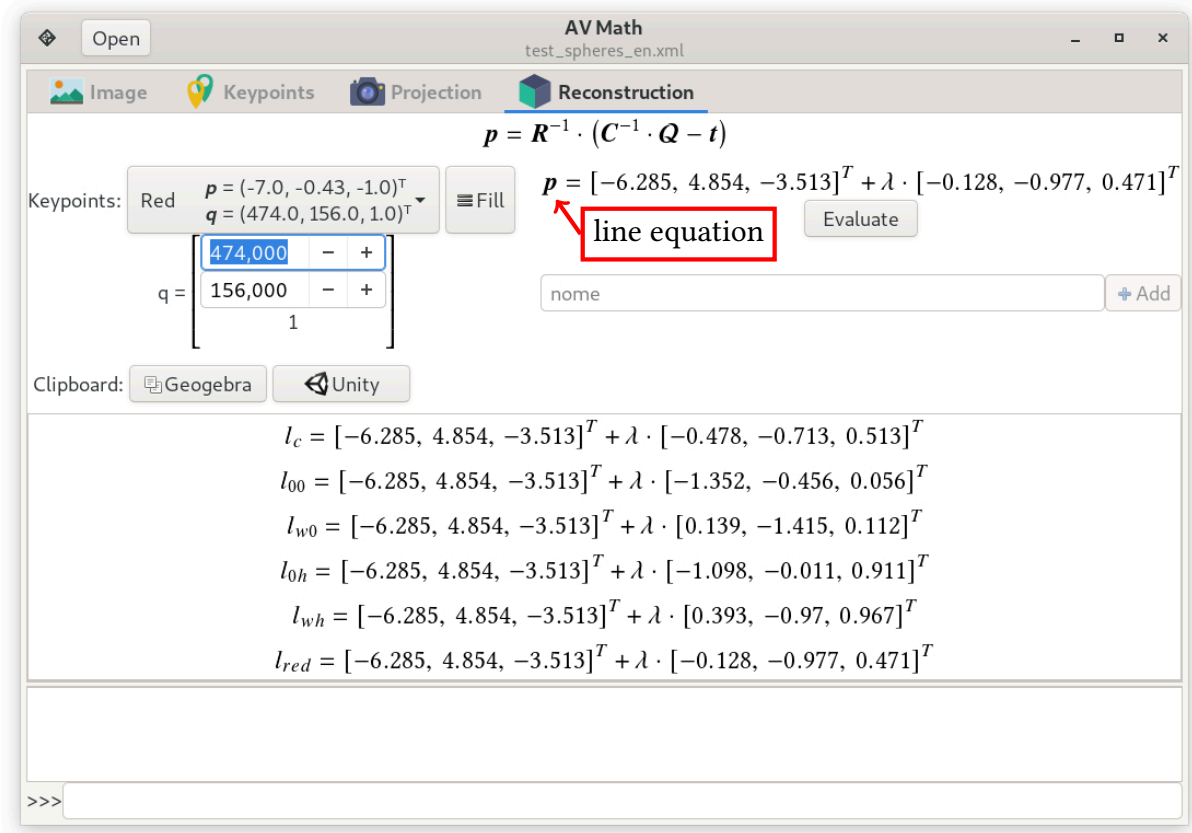 Open
AV Math
test_spheres_en.xml
Image Keypoints Projection Reconstruction
p = R⁻¹ · (C⁻¹ · Q − t)
Keypoints: Red p = (-7.0, -0.43, -1.0)ᵀ
q = (474.0, 156.0, 1.0)ᵀ
Fill
p = [−6.285, 4.854, −3.513]ᵀ + λ · [−0.128, −0.977, 0.471]ᵀ
line equation
Evaluate
474,000 − +
q = 156,000 − +
1
nome
+ Add
Clipboard: Geogebra Unity
l_c = [−6.285, 4.854, −3.513]ᵀ + λ · [−0.478, −0.713, 0.513]ᵀ
l_00 = [−6.285, 4.854, −3.513]ᵀ + λ · [−1.352, −0.456, 0.056]ᵀ
l_w0 = [−6.285, 4.854, −3.513]ᵀ + λ · [0.139, −1.415, 0.112]ᵀ
l_0h = [−6.285, 4.854, −3.513]ᵀ + λ · [−1.098, −0.011, 0.911]ᵀ
l_wh = [−6.285, 4.854, −3.513]ᵀ + λ · [0.393, −0.97, 0.967]ᵀ
l_red = [−6.285, 4.854, −3.513]ᵀ + λ · [−0.128, −0.977, 0.471]ᵀ
>>>